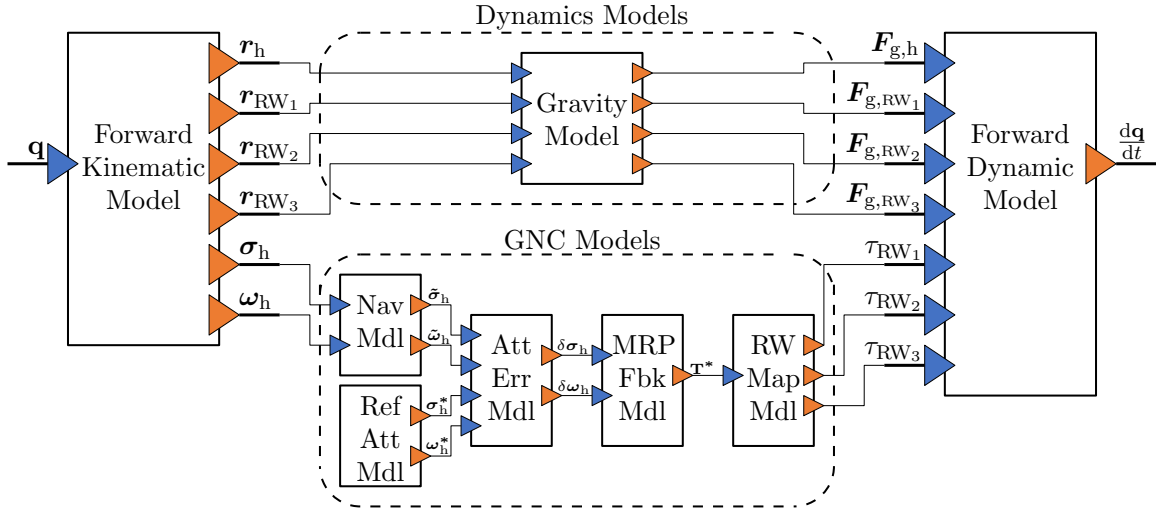 Dynamics Models
q
Forward
Kinematic
Model
r_h
r_RW₁
r_RW₂
r_RW₃
σ_h
ω_h
Gravity
Model
F_g,h
F_g,RW₁
F_g,RW₂
F_g,RW₃
τ_RW₁
τ_RW₂
τ_RW₃
Forward
Dynamic
Model
dq
dt
GNC Models
Nav
Mdl
σ̃_h
ω̃_h
Ref
Att
Mdl
σ*_h
ω*_h
Att
Err
Mdl
δσ_h
δω_h
MRP
Fbk
Mdl
T*
RW
Map
Mdl